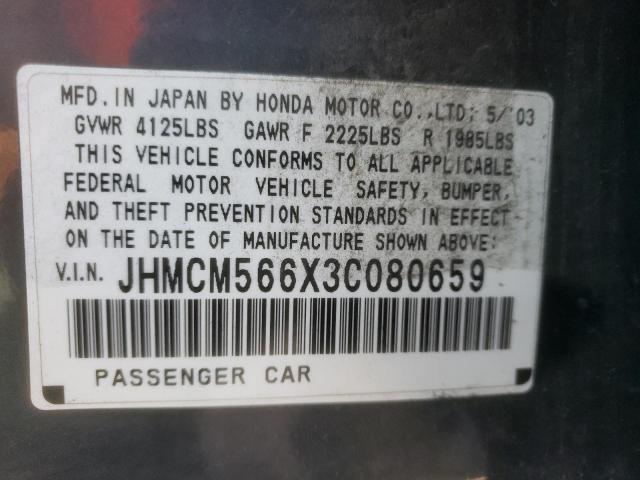 MFD. IN JAPAN BY HONDA MOTOR CO.,LTD; 5/'03
GVWR 4125LBS GAWR F 2225LBS R 1985LBS
THIS VEHICLE CONFORMS TO ALL APPLICABLE
FEDERAL MOTOR VEHICLE SAFETY, BUMPER,
AND THEFT PREVENTION STANDARDS IN EFFECT
ON THE DATE OF MANUFACTURE SHOWN ABOVE:
V.I.N. JHMCM566X3C080659
PASSENGER CAR